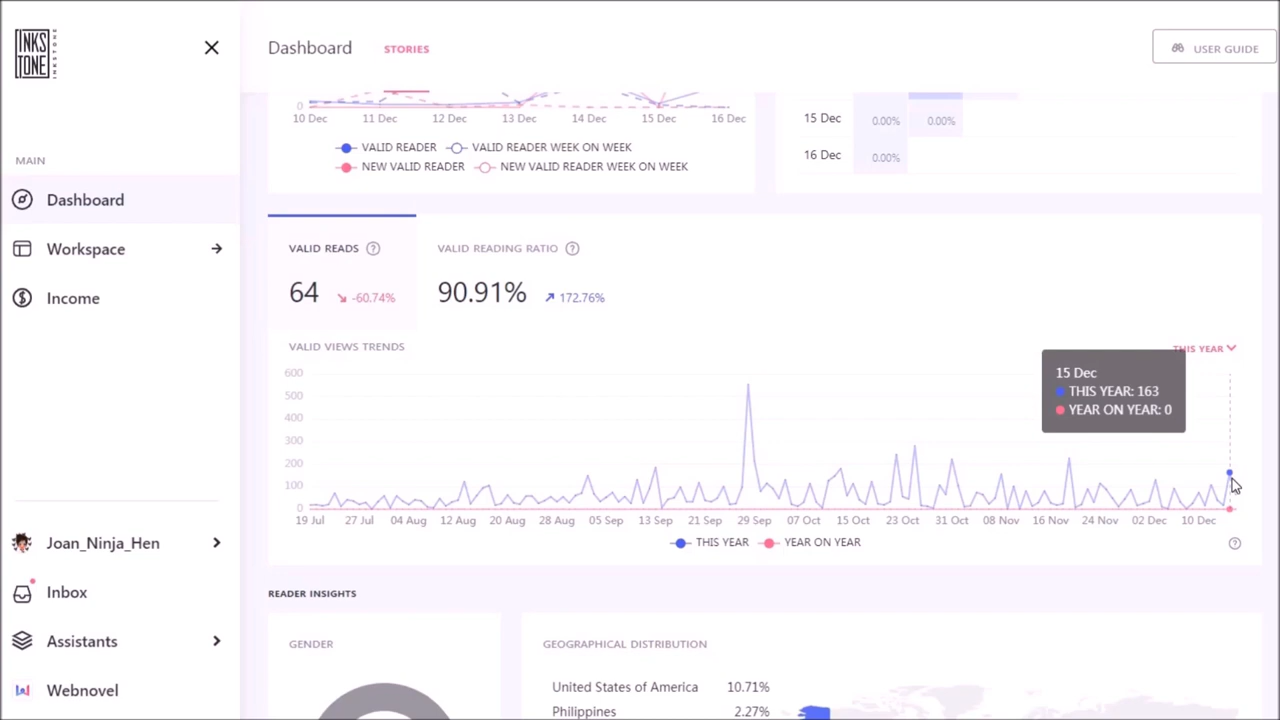 INKS
TONE
INKSTONE
Dashboard
STORIES
USER GUIDE
MAIN
Dashboard
Workspace
Income
Joan_Ninja_Hen
Inbox
Assistants
Webnovel
0
10 Dec 11 Dec 12 Dec 13 Dec 14 Dec 15 Dec 16 Dec
VALID READER VALID READER WEEK ON WEEK
NEW VALID READER NEW VALID READER WEEK ON WEEK
15 Dec 0.00% 0.00%
16 Dec 0.00%
VALID READS ? VALID READING RATIO ?
64 -60.74% 90.91% 172.76%
VALID VIEWS TRENDS
THIS YEAR
600
500
400
300
200
100
0
15 Dec
THIS YEAR: 163
YEAR ON YEAR: 0
19 Jul 27 Jul 04 Aug 12 Aug 20 Aug 28 Aug 05 Sep 13 Sep 21 Sep 29 Sep 07 Oct 15 Oct 23 Oct 31 Oct 08 Nov 16 Nov 24 Nov 02 Dec 10 Dec
THIS YEAR YEAR ON YEAR ?
READER INSIGHTS
GENDER
GEOGRAPHICAL DISTRIBUTION
United States of America 10.71%
Philippines 2.27%